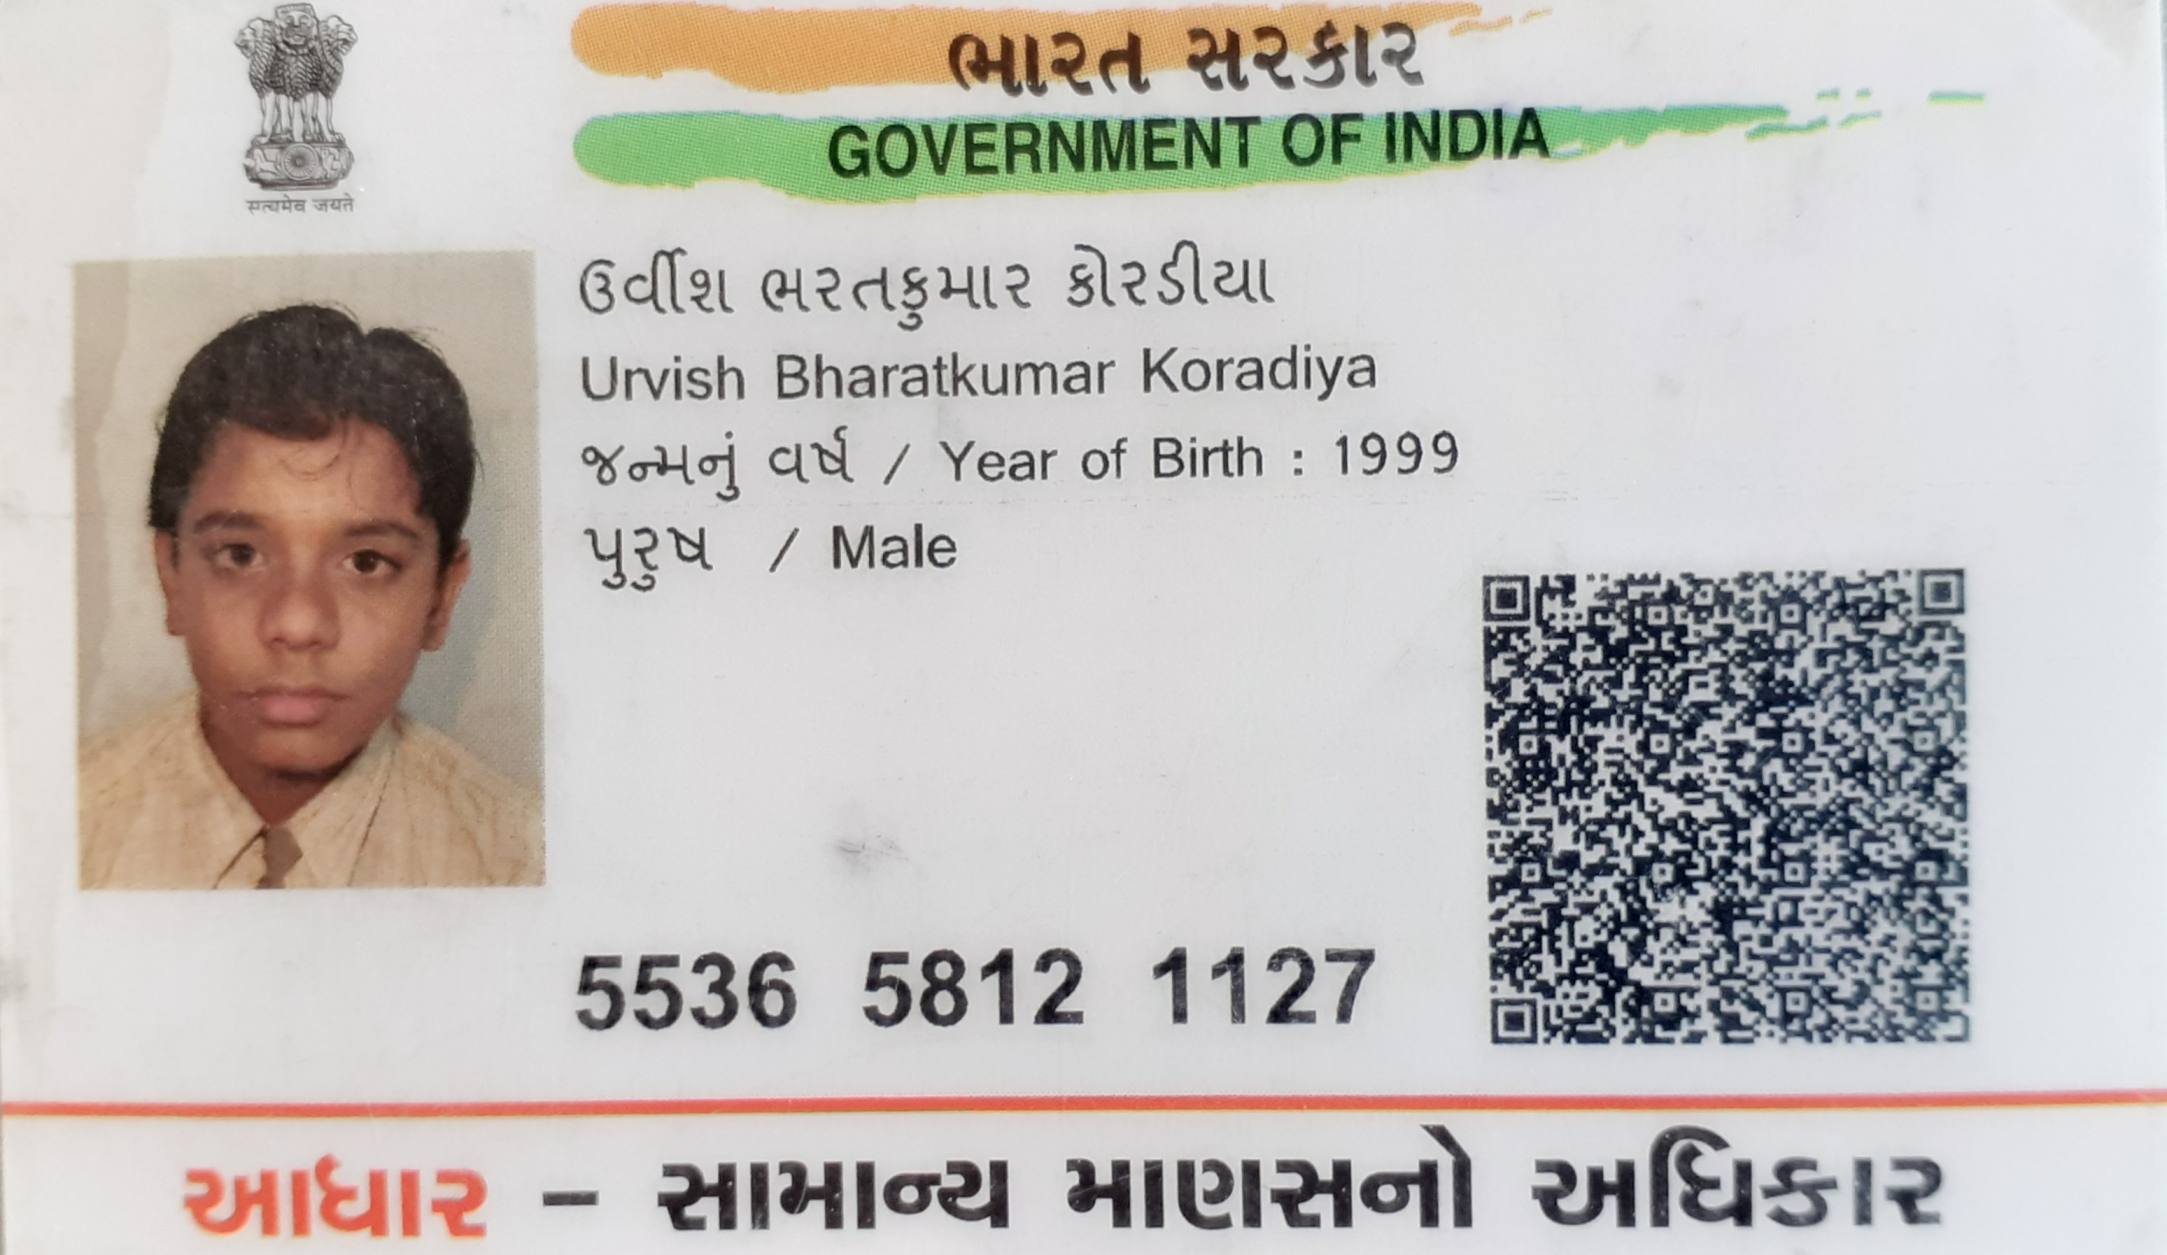 सत्यमेव जयते
ભારત સરકાર
GOVERNMENT OF INDIA
ઉર્વીશ ભરતકુમાર કોરડીયા
Urvish Bharatkumar Koradiya
જન્મનું વર્ષ / Year of Birth : 1999
પુરુષ / Male
5536 5812 1127
આધાર – સામાન્ય માણસનો અધિકાર